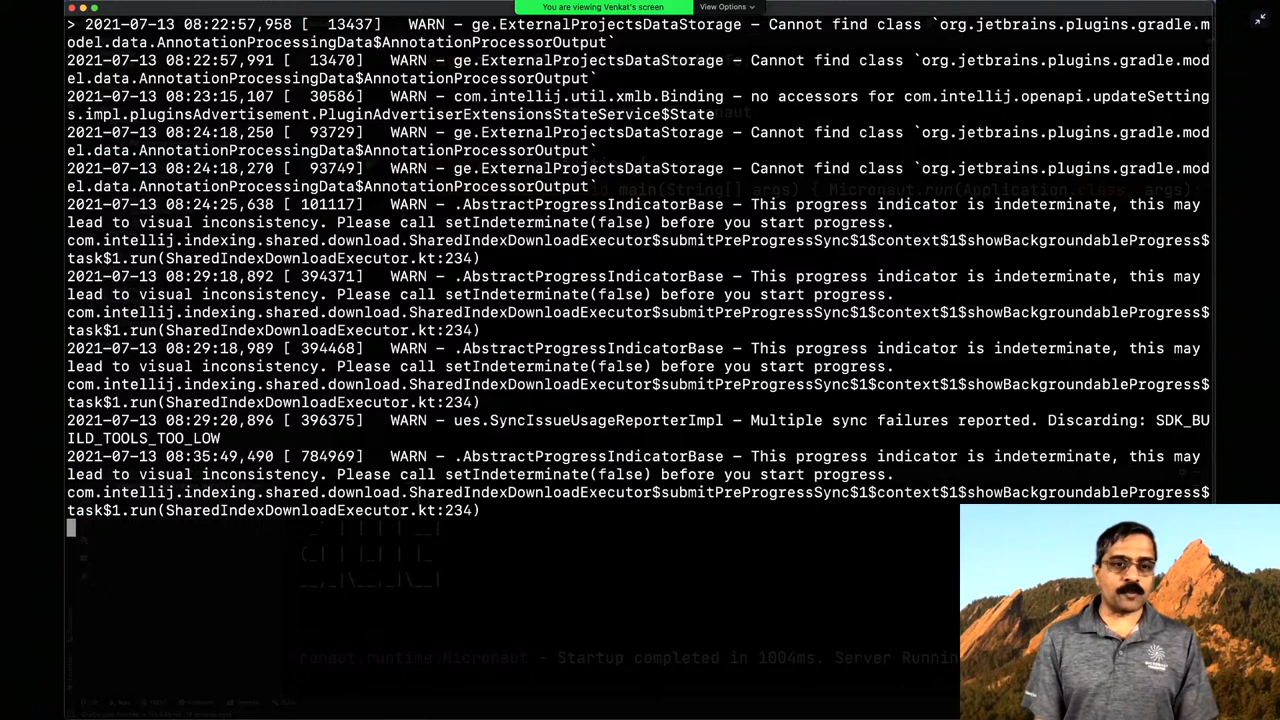 You are viewing Venkat's screen
View Options
> 2021-07-13 08:22:57,958 [  13437]   WARN - ge.ExternalProjectsDataStorage - Cannot find class `org.jetbrains.plugins.gradle.m
odel.data.AnnotationProcessingData$AnnotationProcessorOutput`
2021-07-13 08:22:57,991 [  13470]   WARN - ge.ExternalProjectsDataStorage - Cannot find class `org.jetbrains.plugins.gradle.mod
el.data.AnnotationProcessingData$AnnotationProcessorOutput`
2021-07-13 08:23:15,107 [  30586]   WARN - com.intellij.util.xmlb.Binding - no accessors for com.intellij.openapi.updateSetting
s.impl.pluginsAdvertisement.PluginAdvertiserExtensionsStateService$State
2021-07-13 08:24:18,250 [  93729]   WARN - ge.ExternalProjectsDataStorage - Cannot find class `org.jetbrains.plugins.gradle.mod
el.data.AnnotationProcessingData$AnnotationProcessorOutput`
2021-07-13 08:24:18,270 [  93749]   WARN - ge.ExternalProjectsDataStorage - Cannot find class `org.jetbrains.plugins.gradle.mod
el.data.AnnotationProcessingData$AnnotationProcessorOutput`
main(String[] args) { Micronaut.run(Application.class, args);
2021-07-13 08:24:25,638 [ 101117]   WARN - .AbstractProgressIndicatorBase - This progress indicator is indeterminate, this may
lead to visual inconsistency. Please call setIndeterminate(false) before you start progress.
com.intellij.indexing.shared.download.SharedIndexDownloadExecutor$submitPreProgressSync$1$context$1$showBackgroundableProgress$
task$1.run(SharedIndexDownloadExecutor.kt:234)
2021-07-13 08:29:18,892 [ 394371]   WARN - .AbstractProgressIndicatorBase - This progress indicator is indeterminate, this may
lead to visual inconsistency. Please call setIndeterminate(false) before you start progress.
com.intellij.indexing.shared.download.SharedIndexDownloadExecutor$submitPreProgressSync$1$context$1$showBackgroundableProgress$
task$1.run(SharedIndexDownloadExecutor.kt:234)
2021-07-13 08:29:18,989 [ 394468]   WARN - .AbstractProgressIndicatorBase - This progress indicator is indeterminate, this may
lead to visual inconsistency. Please call setIndeterminate(false) before you start progress.
com.intellij.indexing.shared.download.SharedIndexDownloadExecutor$submitPreProgressSync$1$context$1$showBackgroundableProgress$
task$1.run(SharedIndexDownloadExecutor.kt:234)
2021-07-13 08:29:20,896 [ 396375]   WARN - ues.SyncIssueUsageReporterImpl - Multiple sync failures reported. Discarding: SDK_BU
ILD_TOOLS_TOO_LOW
2021-07-13 08:35:49,490 [ 784969]   WARN - .AbstractProgressIndicatorBase - This progress indicator is indeterminate, this may
lead to visual inconsistency. Please call setIndeterminate(false) before you start progress.
com.intellij.indexing.shared.download.SharedIndexDownloadExecutor$submitPreProgressSync$1$context$1$showBackgroundableProgress$
task$1.run(SharedIndexDownloadExecutor.kt:234)
ronaut.runtime.Micronaut - Startup completed in 1004ms. Server Runnin